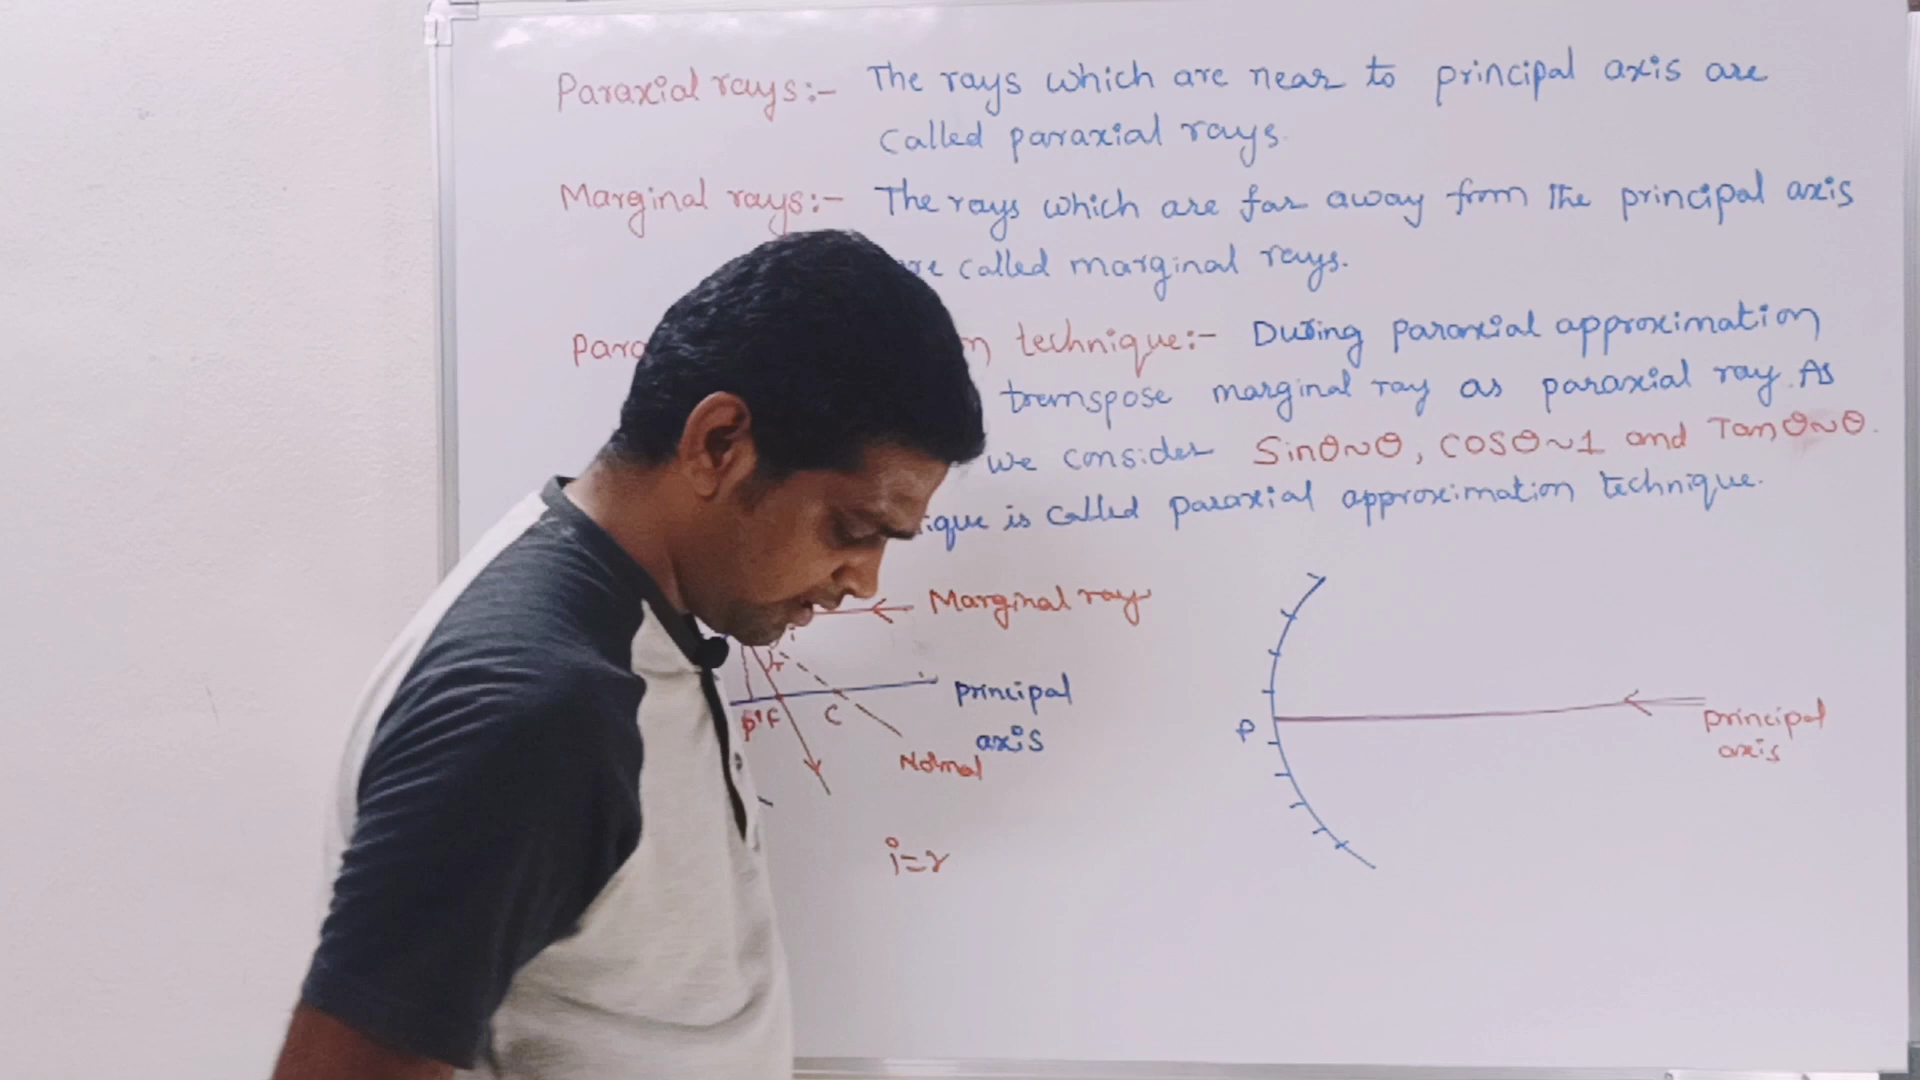 Paraxial rays:- The rays which are near to principal axis are
called paraxial rays.
Marginal rays:- The rays which are far away from the principal axis
called marginal rays.
technique:- During paraxial approximation
transpose marginal ray as paraxial ray. As
we consider Sinθ~θ, COSθ~1 and Tanθ~θ.
is called paraxial approximation technique.
Marginal ray
r
principal
axis
P' F C
Normal
i=r
P
principal
axis